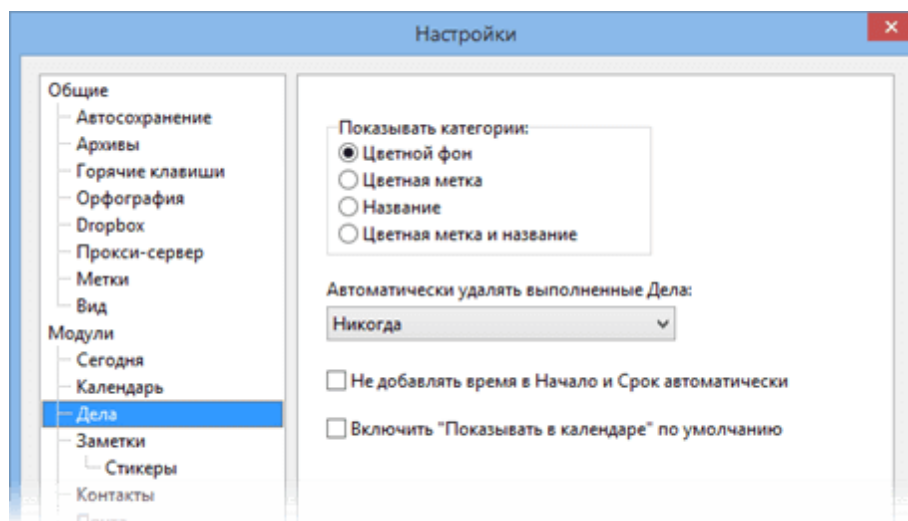 Настройки
Общие
Автосохранение
Архивы
Горячие клавиши
Орфография
Dropbox
Прокси-сервер
Метки
Вид
Модули
Сегодня
Календарь
Дела
Заметки
Стикеры
Контакты
Показывать категории:
Цветной фон
Цветная метка
Название
Цветная метка и название
Автоматически удалять выполненные Дела:
Никогда
Не добавлять время в Начало и Срок автоматически
Включить "Показывать в календаре" по умолчанию